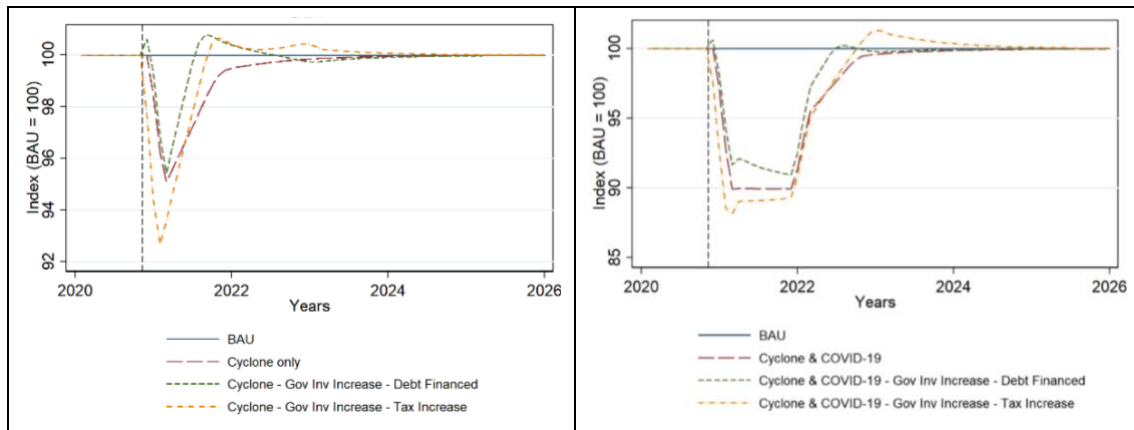 Index (BAU = 100)
100
98
96
94
92
2020
2022
2024
2026
Years
BAU
Cyclone only
Cyclone - Gov Inv Increase - Debt Financed
Cyclone - Gov Inv Increase - Tax Increase
Index (BAU = 100)
100
95
90
85
2020
2022
2024
2026
Years
BAU
Cyclone & COVID-19
Cyclone & COVID-19 - Gov Inv Increase - Debt Financed
Cyclone & COVID-19 - Gov Inv Increase - Tax Increase